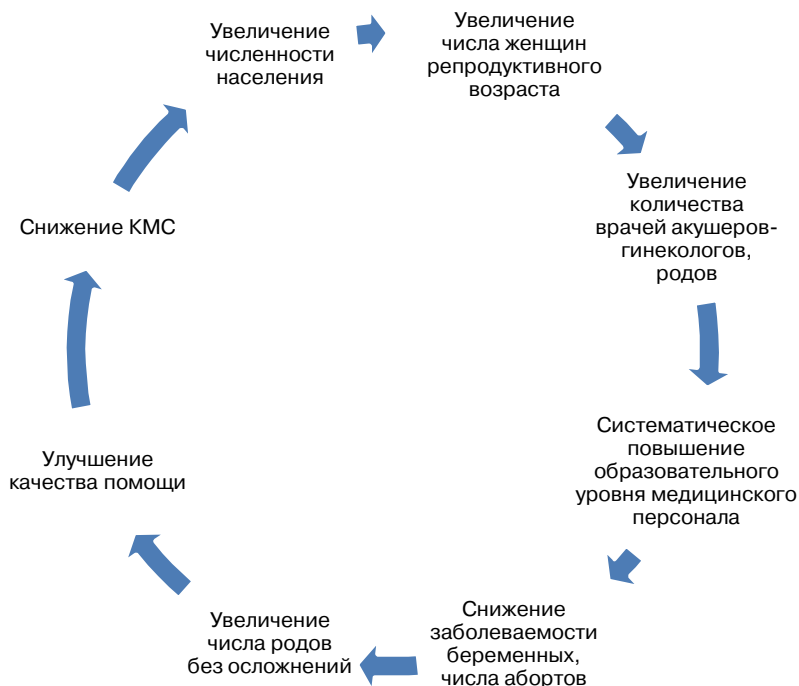 Увеличение
численности
населения
Увеличение
числа женщин
репродуктивного
возраста
Увеличение
количества
врачей акушеров-
гинекологов,
родов
Систематическое
повышение
образовательного
уровня медицинского
персонала
Снижение
заболеваемости
беременных,
числа абортов
Увеличение
числа родов
без осложнений
Улучшение
качества помощи
Снижение КМС